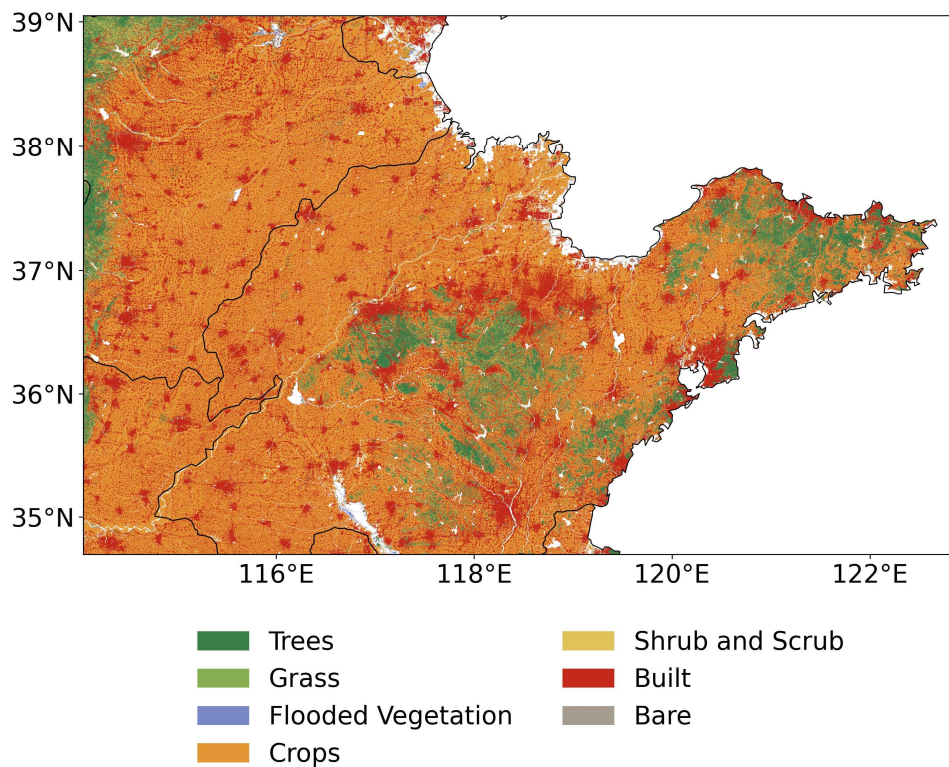 39°N
38°N
37°N
36°N
35°N
116°E 118°E 120°E 122°E
Trees
Grass
Flooded Vegetation
Crops
Shrub and Scrub
Built
Bare